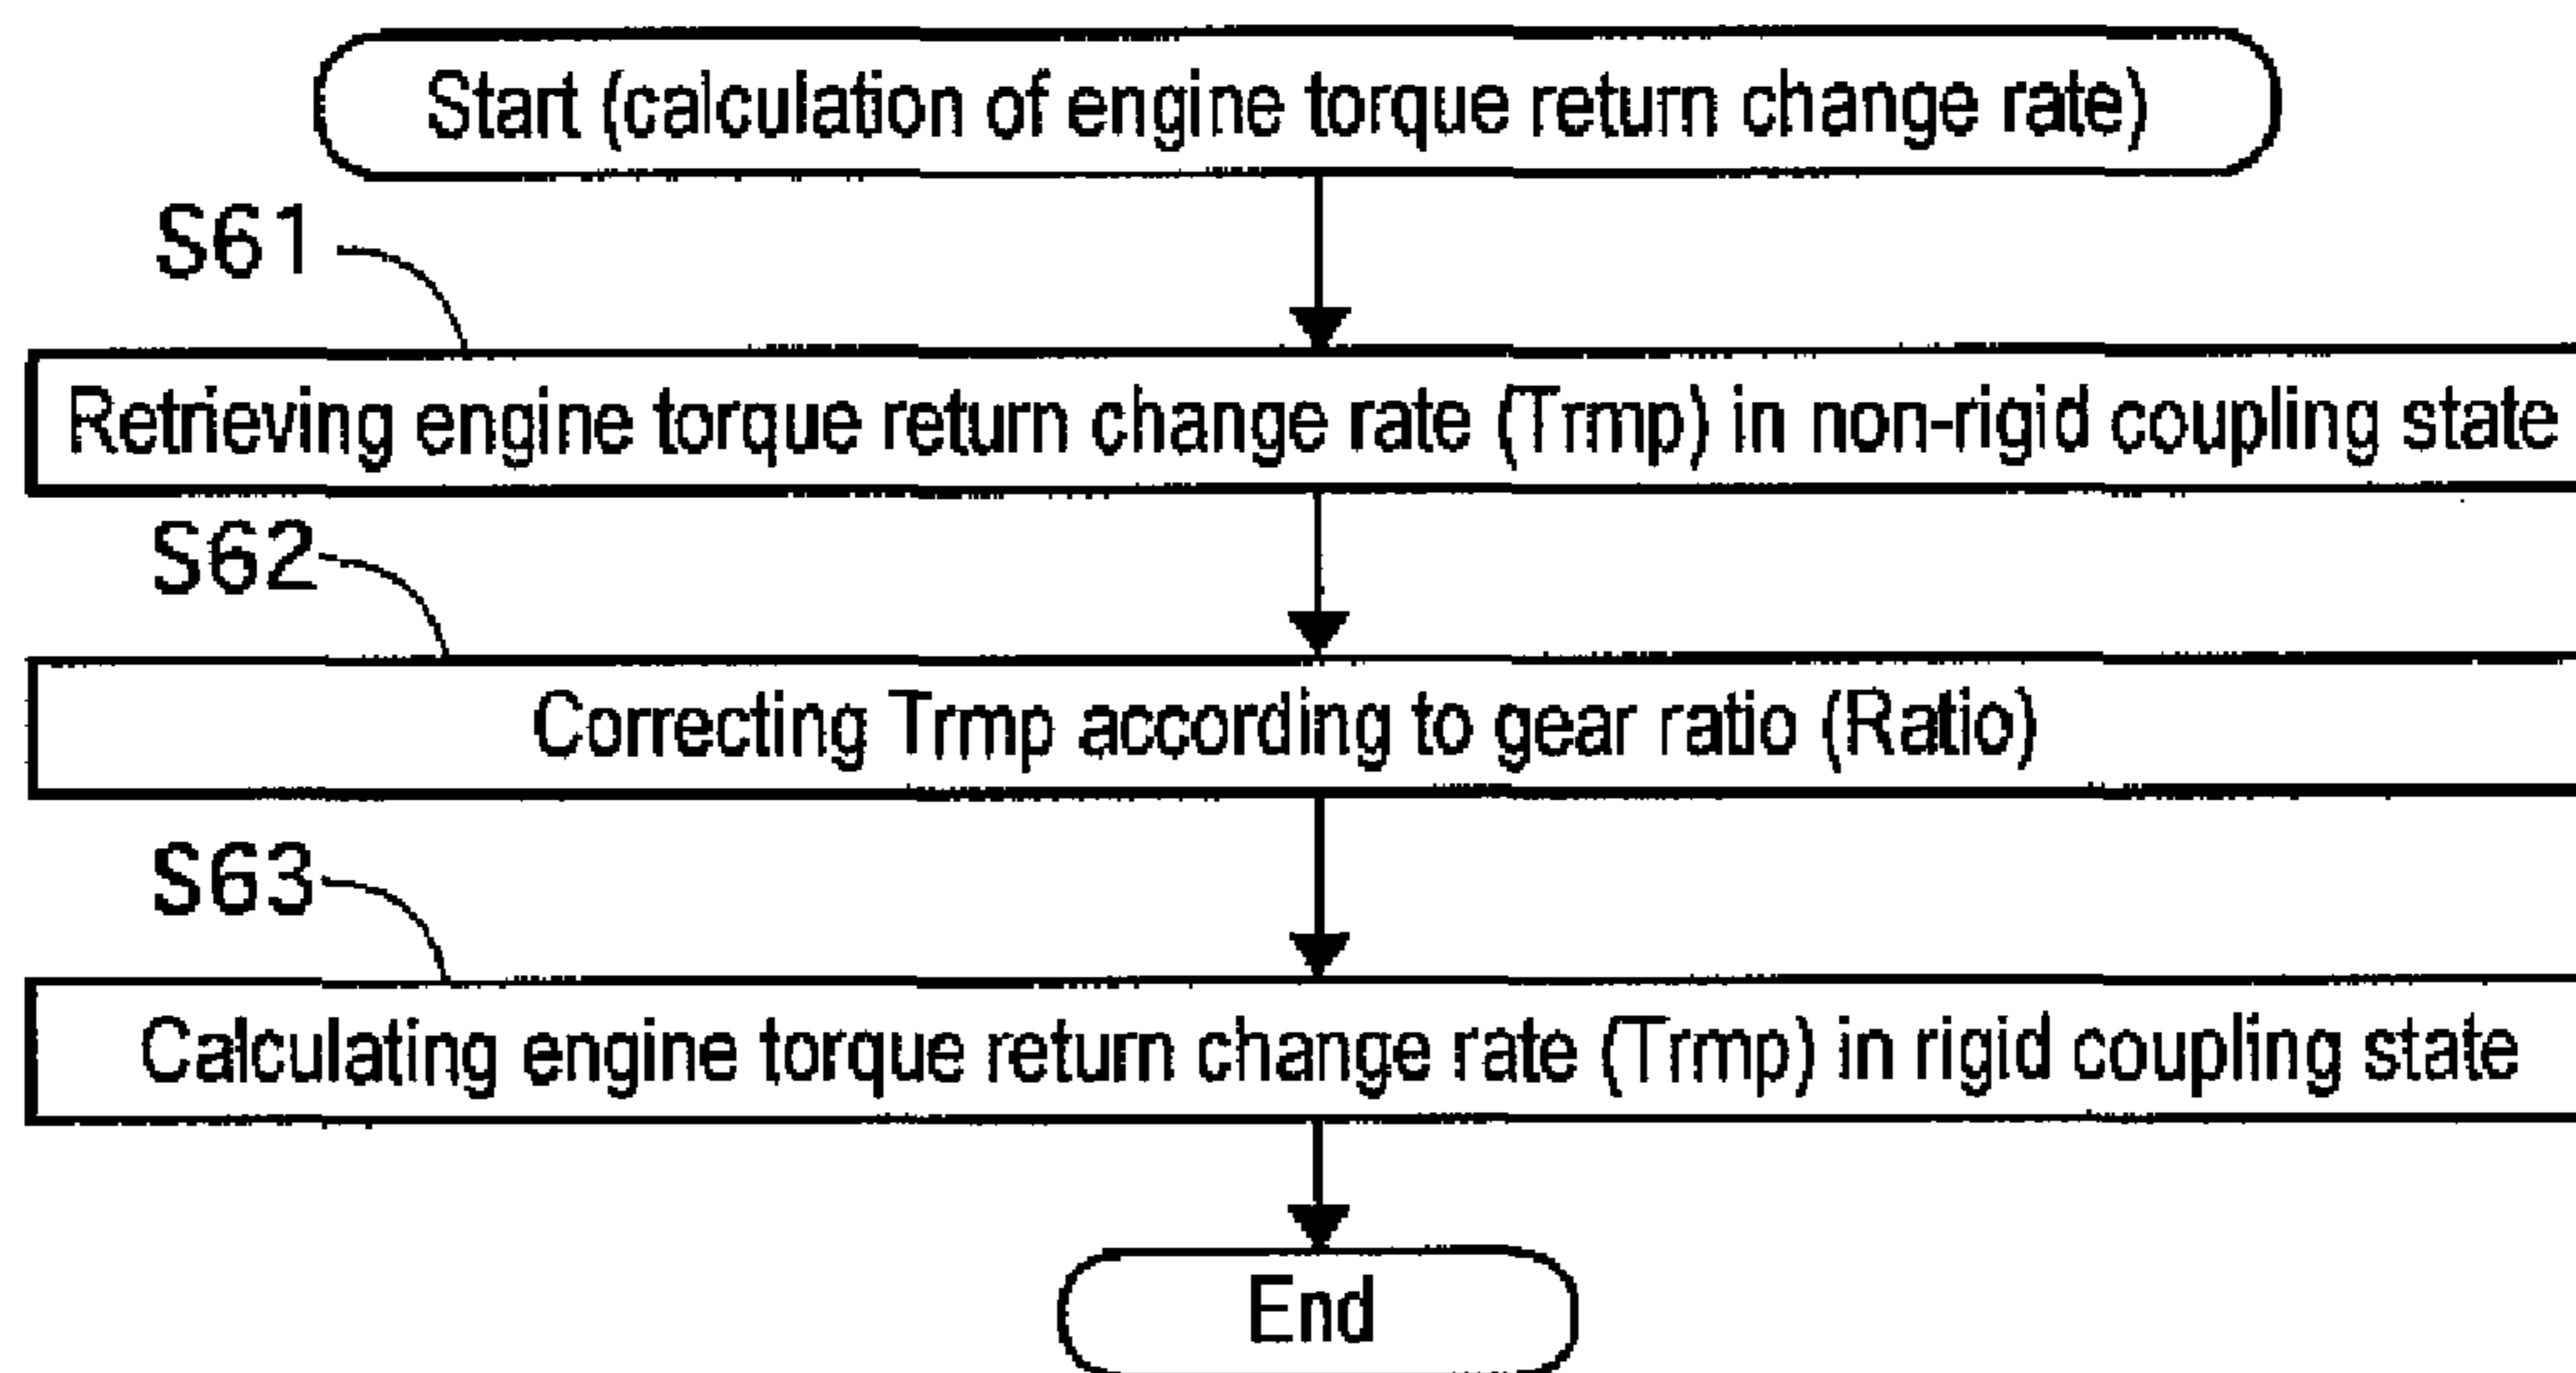 Start (calculation of engine torque return change rate)
S61
Retrieving engine torque return change rate (Trmp) in non-rigid coupling state
S62
Correcting Trmp according to gear ratio (Ratio)
S63
Calculating engine torque return change rate (Trmp) in rigid coupling state
End